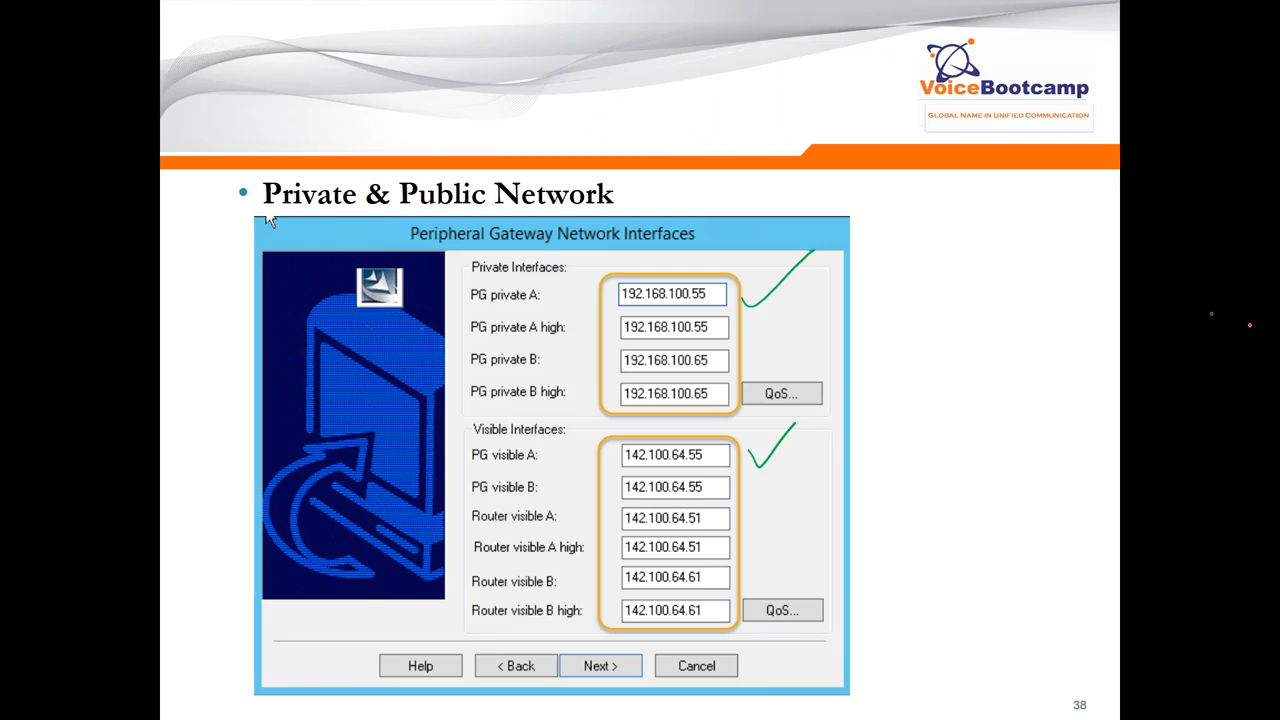 VoiceBootcamp
GLOBAL NAME IN UNIFIED COMMUNICATION
• Private & Public Network
Peripheral Gateway Network Interfaces
Private Interfaces:
PG private A: 192.168.100.55
PG private A high: 192.168.100.55
PG private B: 192.168.100.65
PG private B high: 192.168.100.65 QoS...
Visible Interfaces:
PG visible A: 142.100.64.55
PG visible B: 142.100.64.55
Router visible A: 142.100.64.51
Router visible A high: 142.100.64.51
Router visible B: 142.100.64.61
Router visible B high: 142.100.64.61 QoS...
Help < Back Next > Cancel
38